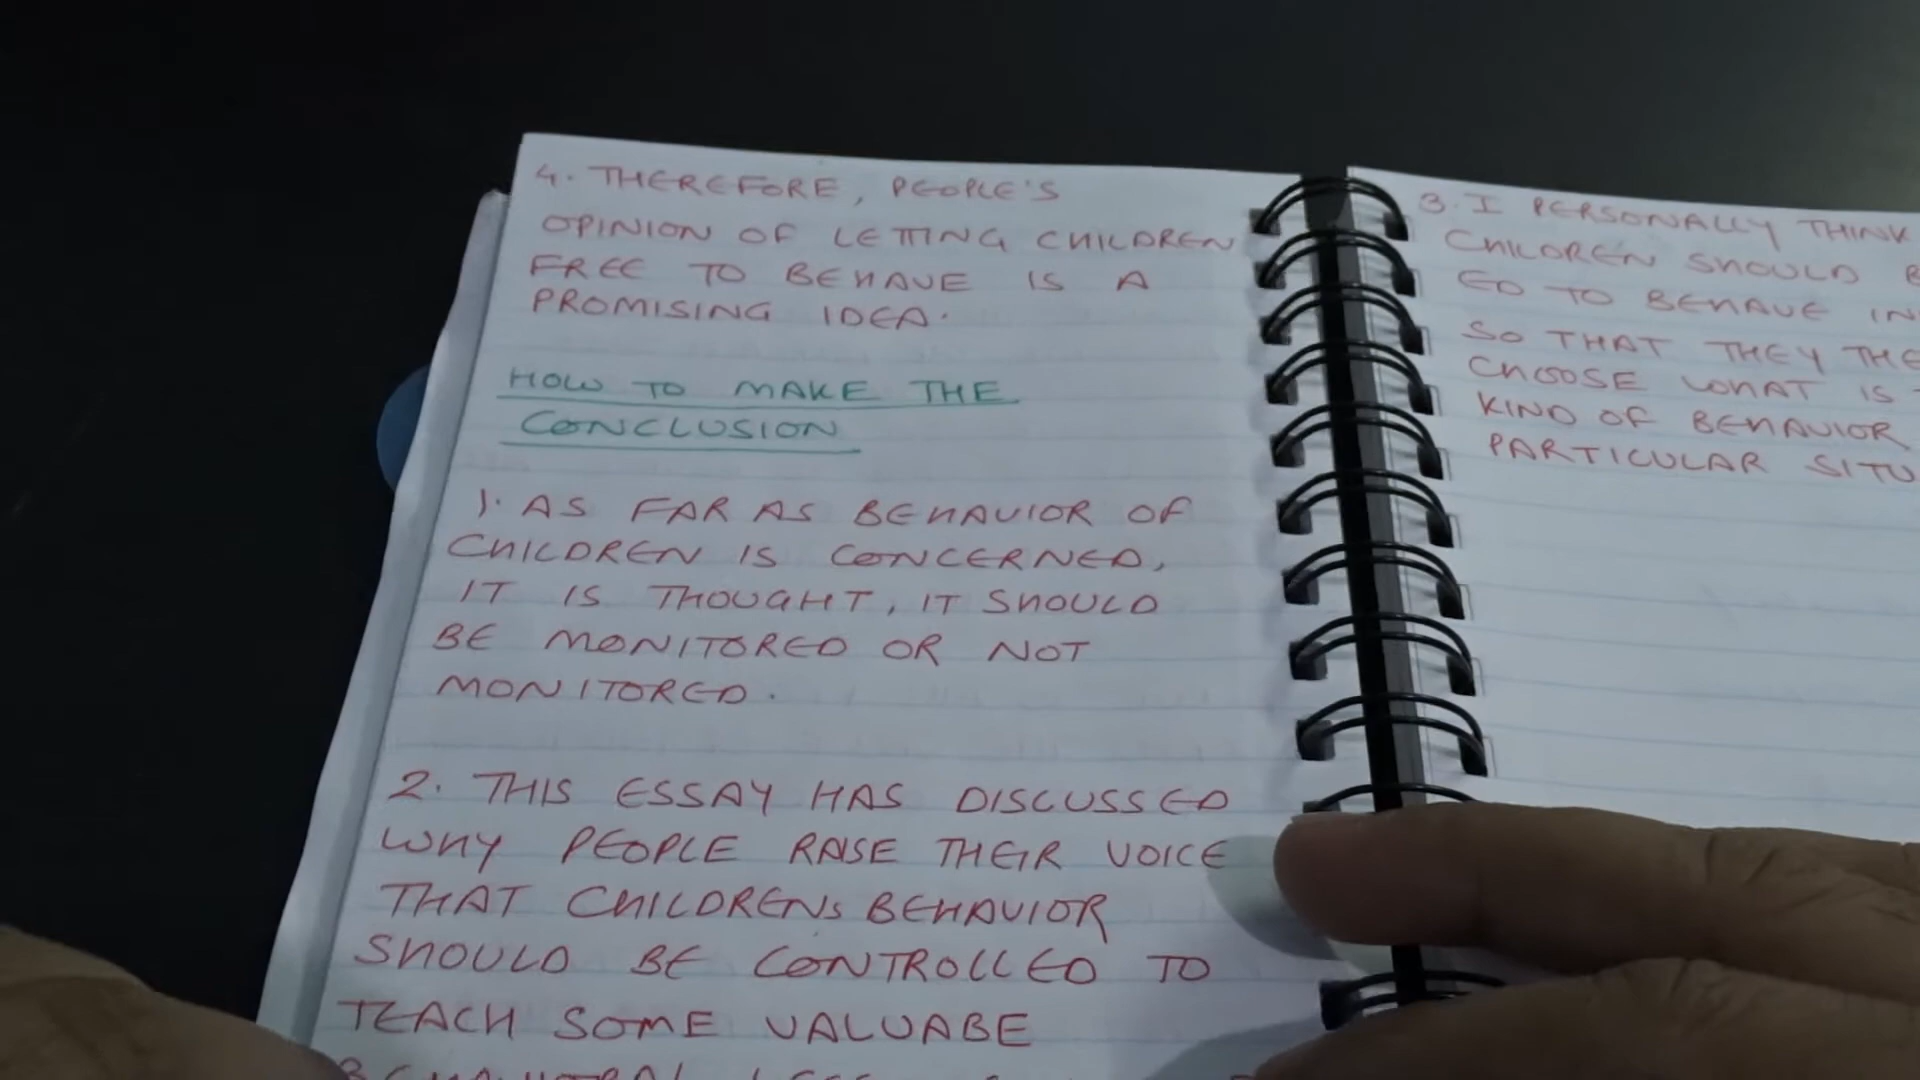 4. THEREFORE, PEOPLE'S
OPINION OF LETTING CHILDREN
FREE TO BEHAVE IS A
PROMISING IDEA.
HOW TO MAKE THE
CONCLUSION
1. AS FAR AS BEHAVIOR OF
CHILDREN IS CONCERNED,
IT IS THOUGHT, IT SHOULD
BE MONITORED OR NOT
MONITORED.
2. THIS ESSAY HAS DISCUSSED
WHY PEOPLE RAISE THEIR VOICE
THAT CHILDRENS BEHAVIOR
SHOULD BE CONTROLLED TO
TEACH SOME VALUABE
3. I PERSONALLY THINK
CHILDREN SHOULD
ED TO BEHAVE
SO THAT THEY
CHOOSE WHAT IS
KIND OF BEHAVIOR
PARTICULAR